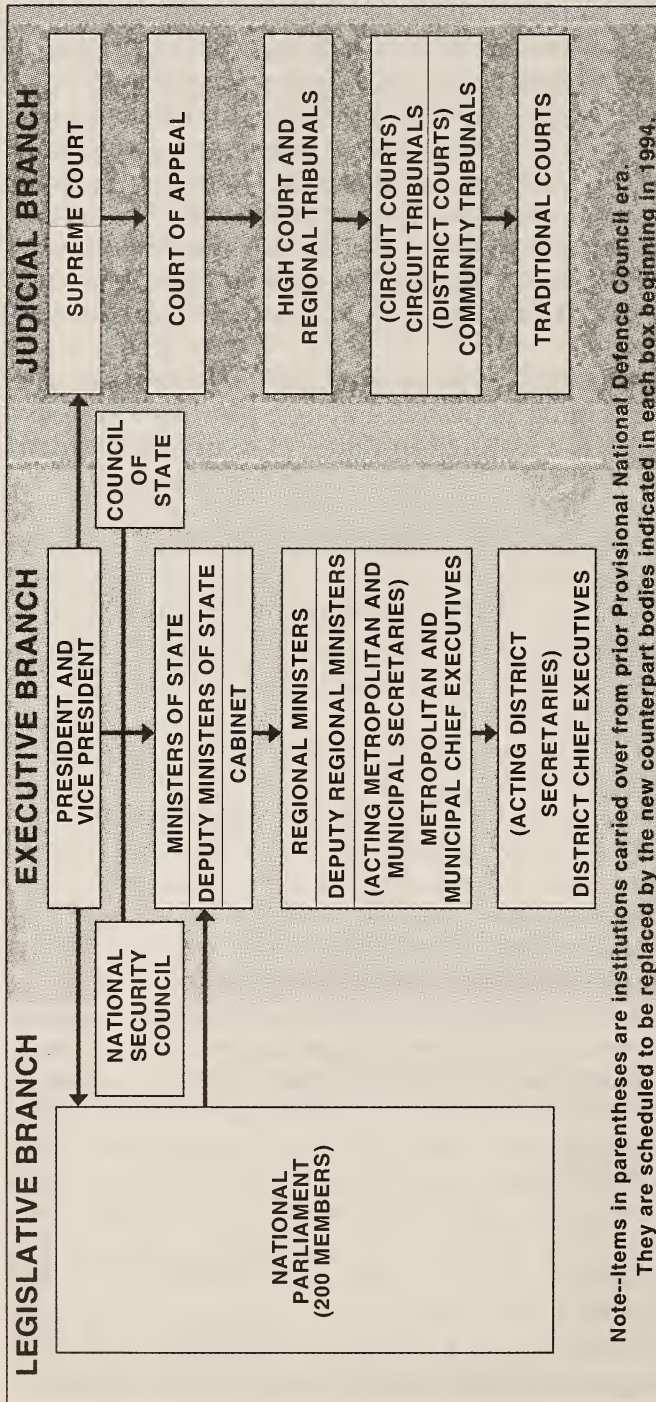 LEGISLATIVE BRANCH
NATIONAL
PARLIAMENT
(200 MEMBERS)
EXECUTIVE BRANCH
PRESIDENT AND
VICE PRESIDENT
NATIONAL
SECURITY
COUNCIL
COUNCIL
OF
STATE
MINISTERS OF STATE
DEPUTY MINISTERS OF STATE
CABINET
REGIONAL MINISTERS
DEPUTY REGIONAL MINISTERS
(ACTING METROPOLITAN AND
MUNICIPAL SECRETARIES)
METROPOLITAN AND
MUNICIPAL CHIEF EXECUTIVES
(ACTING DISTRICT
SECRETARIES)
DISTRICT CHIEF EXECUTIVES
JUDICIAL BRANCH
SUPREME COURT
COURT OF APPEAL
HIGH COURT AND
REGIONAL TRIBUNALS
(CIRCUIT COURTS)
CIRCUIT TRIBUNALS
(DISTRICT COURTS)
COMMUNITY TRIBUNALS
TRADITIONAL COURTS
Note--Items in parentheses are institutions carried over from prior Provisional National Defence Council era.
They are scheduled to be replaced by the new counterpart bodies indicated in each box beginning in 1994.